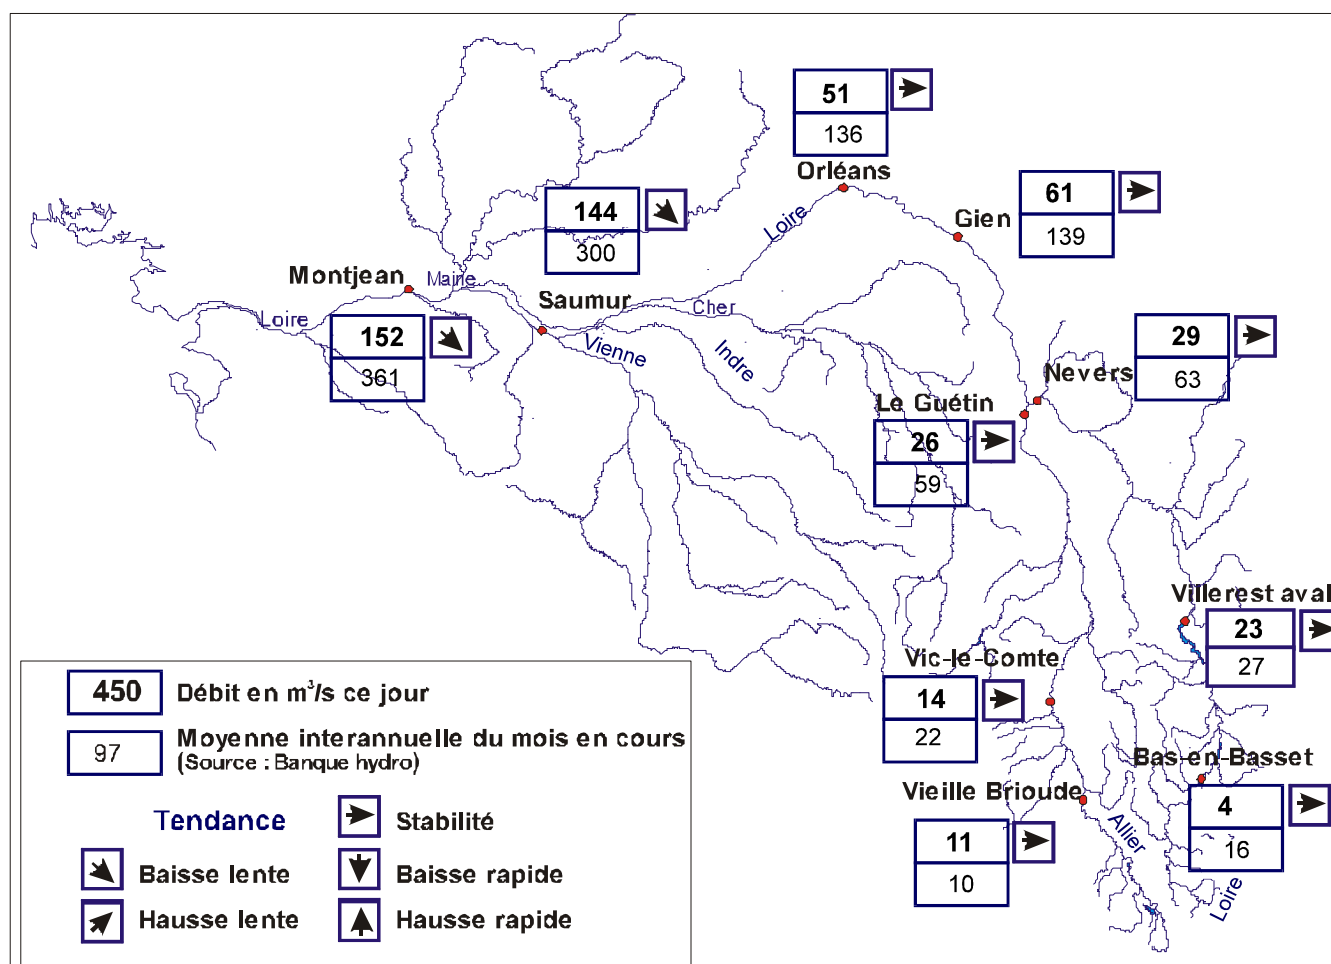 51
136
Orléans
61
139
Gien
144
300
Loire
Montjean
Maine
Saumur
Cher
Loire
152
361
Vienne
Indre
29
63
Nevers
Le Guétin
26
59
Villerest aval
23
27
Vic-le-Comte
14
22
Bas-en-Basset
4
16
Vieille Brioude
11
10
Allier
Loire
450 Débit en m³/s ce jour
97 Moyenne interannuelle du mois en cours
(Source : Banque hydro)
Tendance
Stabilité
Baisse lente
Baisse rapide
Hausse lente
Hausse rapide